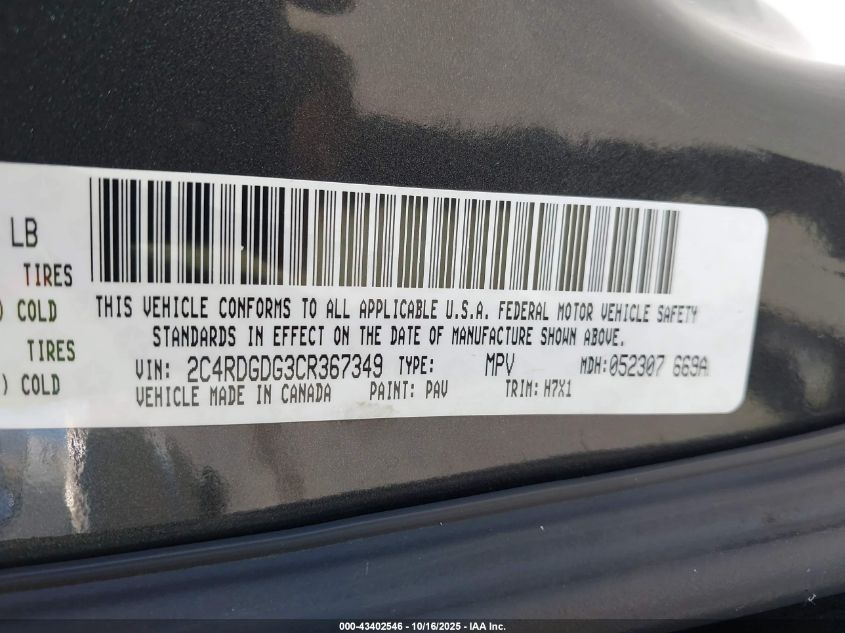 LB
TIRES
) COLD
TIRES
) COLD
THIS VEHICLE CONFORMS TO ALL APPLICABLE U.S.A. FEDERAL MOTOR VEHICLE SAFETY
STANDARDS IN EFFECT ON THE DATE OF MANUFACTURE SHOWN ABOVE.
VIN: 2C4RDGDG3CR367349 TYPE: MPV MDH:052307 669A
VEHICLE MADE IN CANADA PAINT: PAV TRIM: H7X1
000-43402546 - 10/16/2025 - IAA Inc.